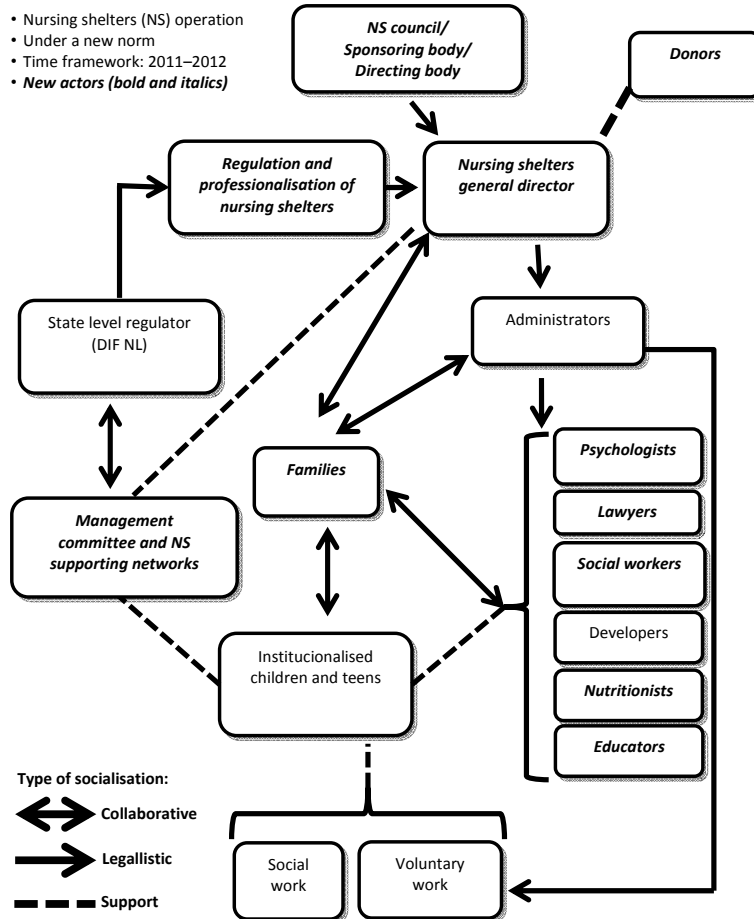 • Nursing shelters (NS) operation
• Under a new norm
• Time framework: 2011–2012
• New actors (bold and italics)
NS council/
Sponsoring body/
Directing body
Donors
Regulation and
professionalisation of
nursing shelters
Nursing shelters
general director
State level regulator
(DIF NL)
Administrators
Families
Psychologists
Lawyers
Social workers
Developers
Nutritionists
Educators
Management
committee and NS
supporting networks
Institucionalised
children and teens
Type of socialisation:
Collaborative
Legallistic
Support
Social
work
Voluntary
work